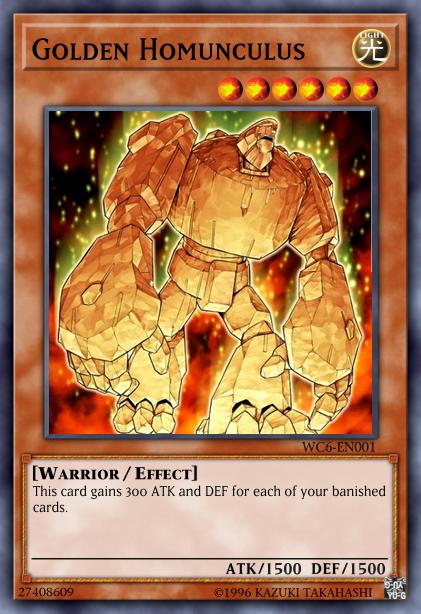 Golden Homunculus
LIGHT
光
WC6-EN001
[Warrior / Effect]
This card gains 300 ATK and DEF for each of your banished
cards.
ATK/1500 DEF/1500
27408609
©1996 KAZUKI TAKAHASHI